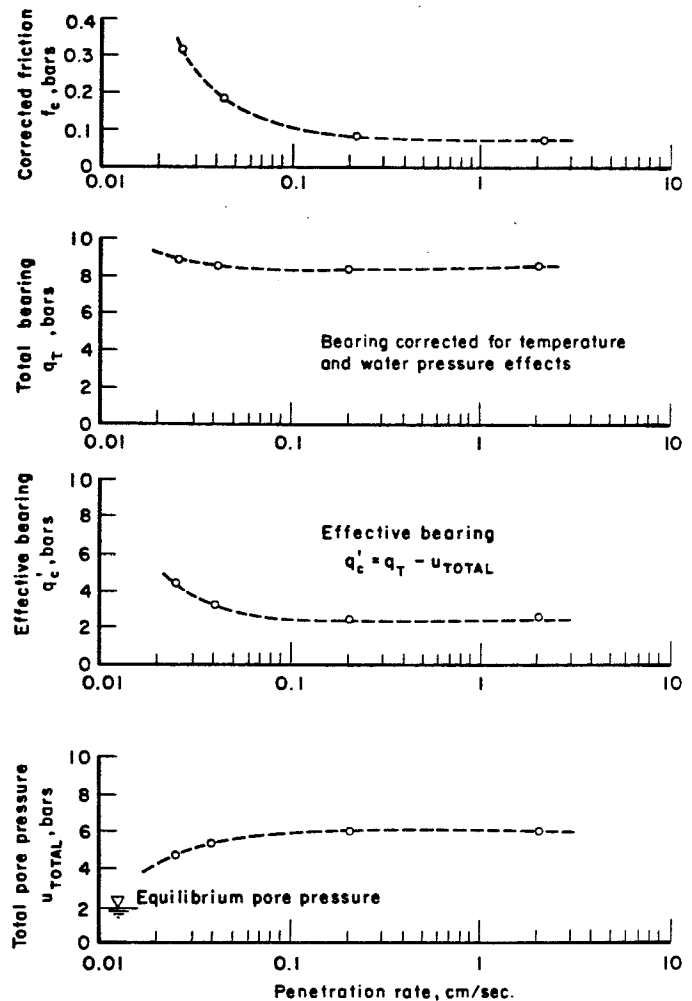 Corrected friction
f_c , bars
0.4
0.3
0.2
0.1
0
0.01
0.1
1
10
Total bearing
q_T , bars
10
8
6
4
2
0
Bearing corrected for temperature
and water pressure effects
0.01
0.1
1
10
Effective bearing
q'_c , bars
10
8
6
4
2
0
Effective bearing
q'_c = q_T - u_TOTAL
0.01
0.1
1
10
Total pore pressure
u_TOTAL, bars
10
8
6
4
2
0
Equilibrium pore pressure
0.01
0.1
1
10
Penetration rate, cm/sec.